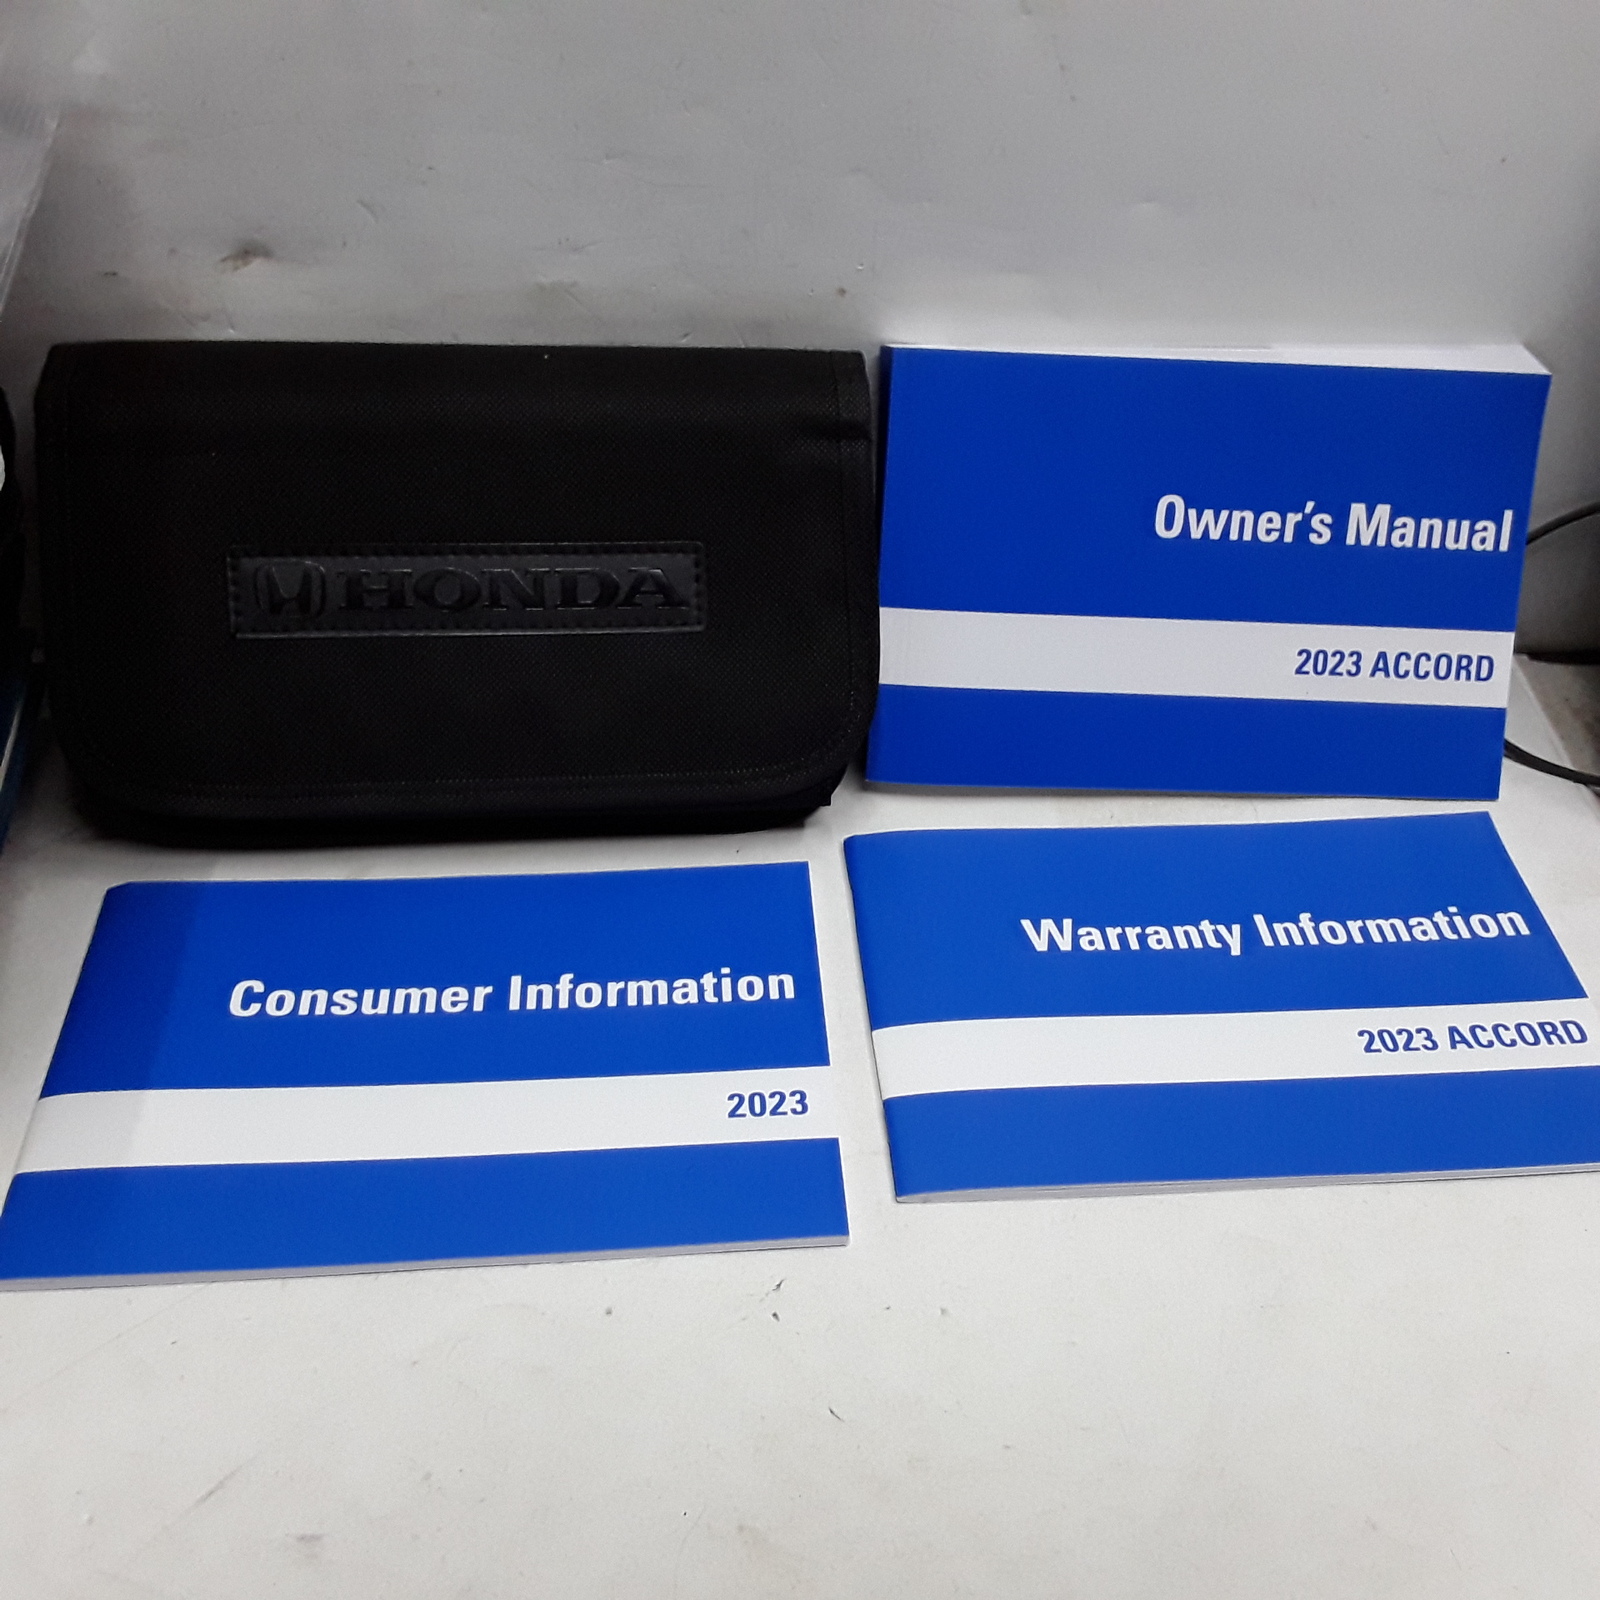 HONDA
Owner's Manual
2023 ACCORD
Consumer Information
2023
Warranty Information
2023 ACCORD